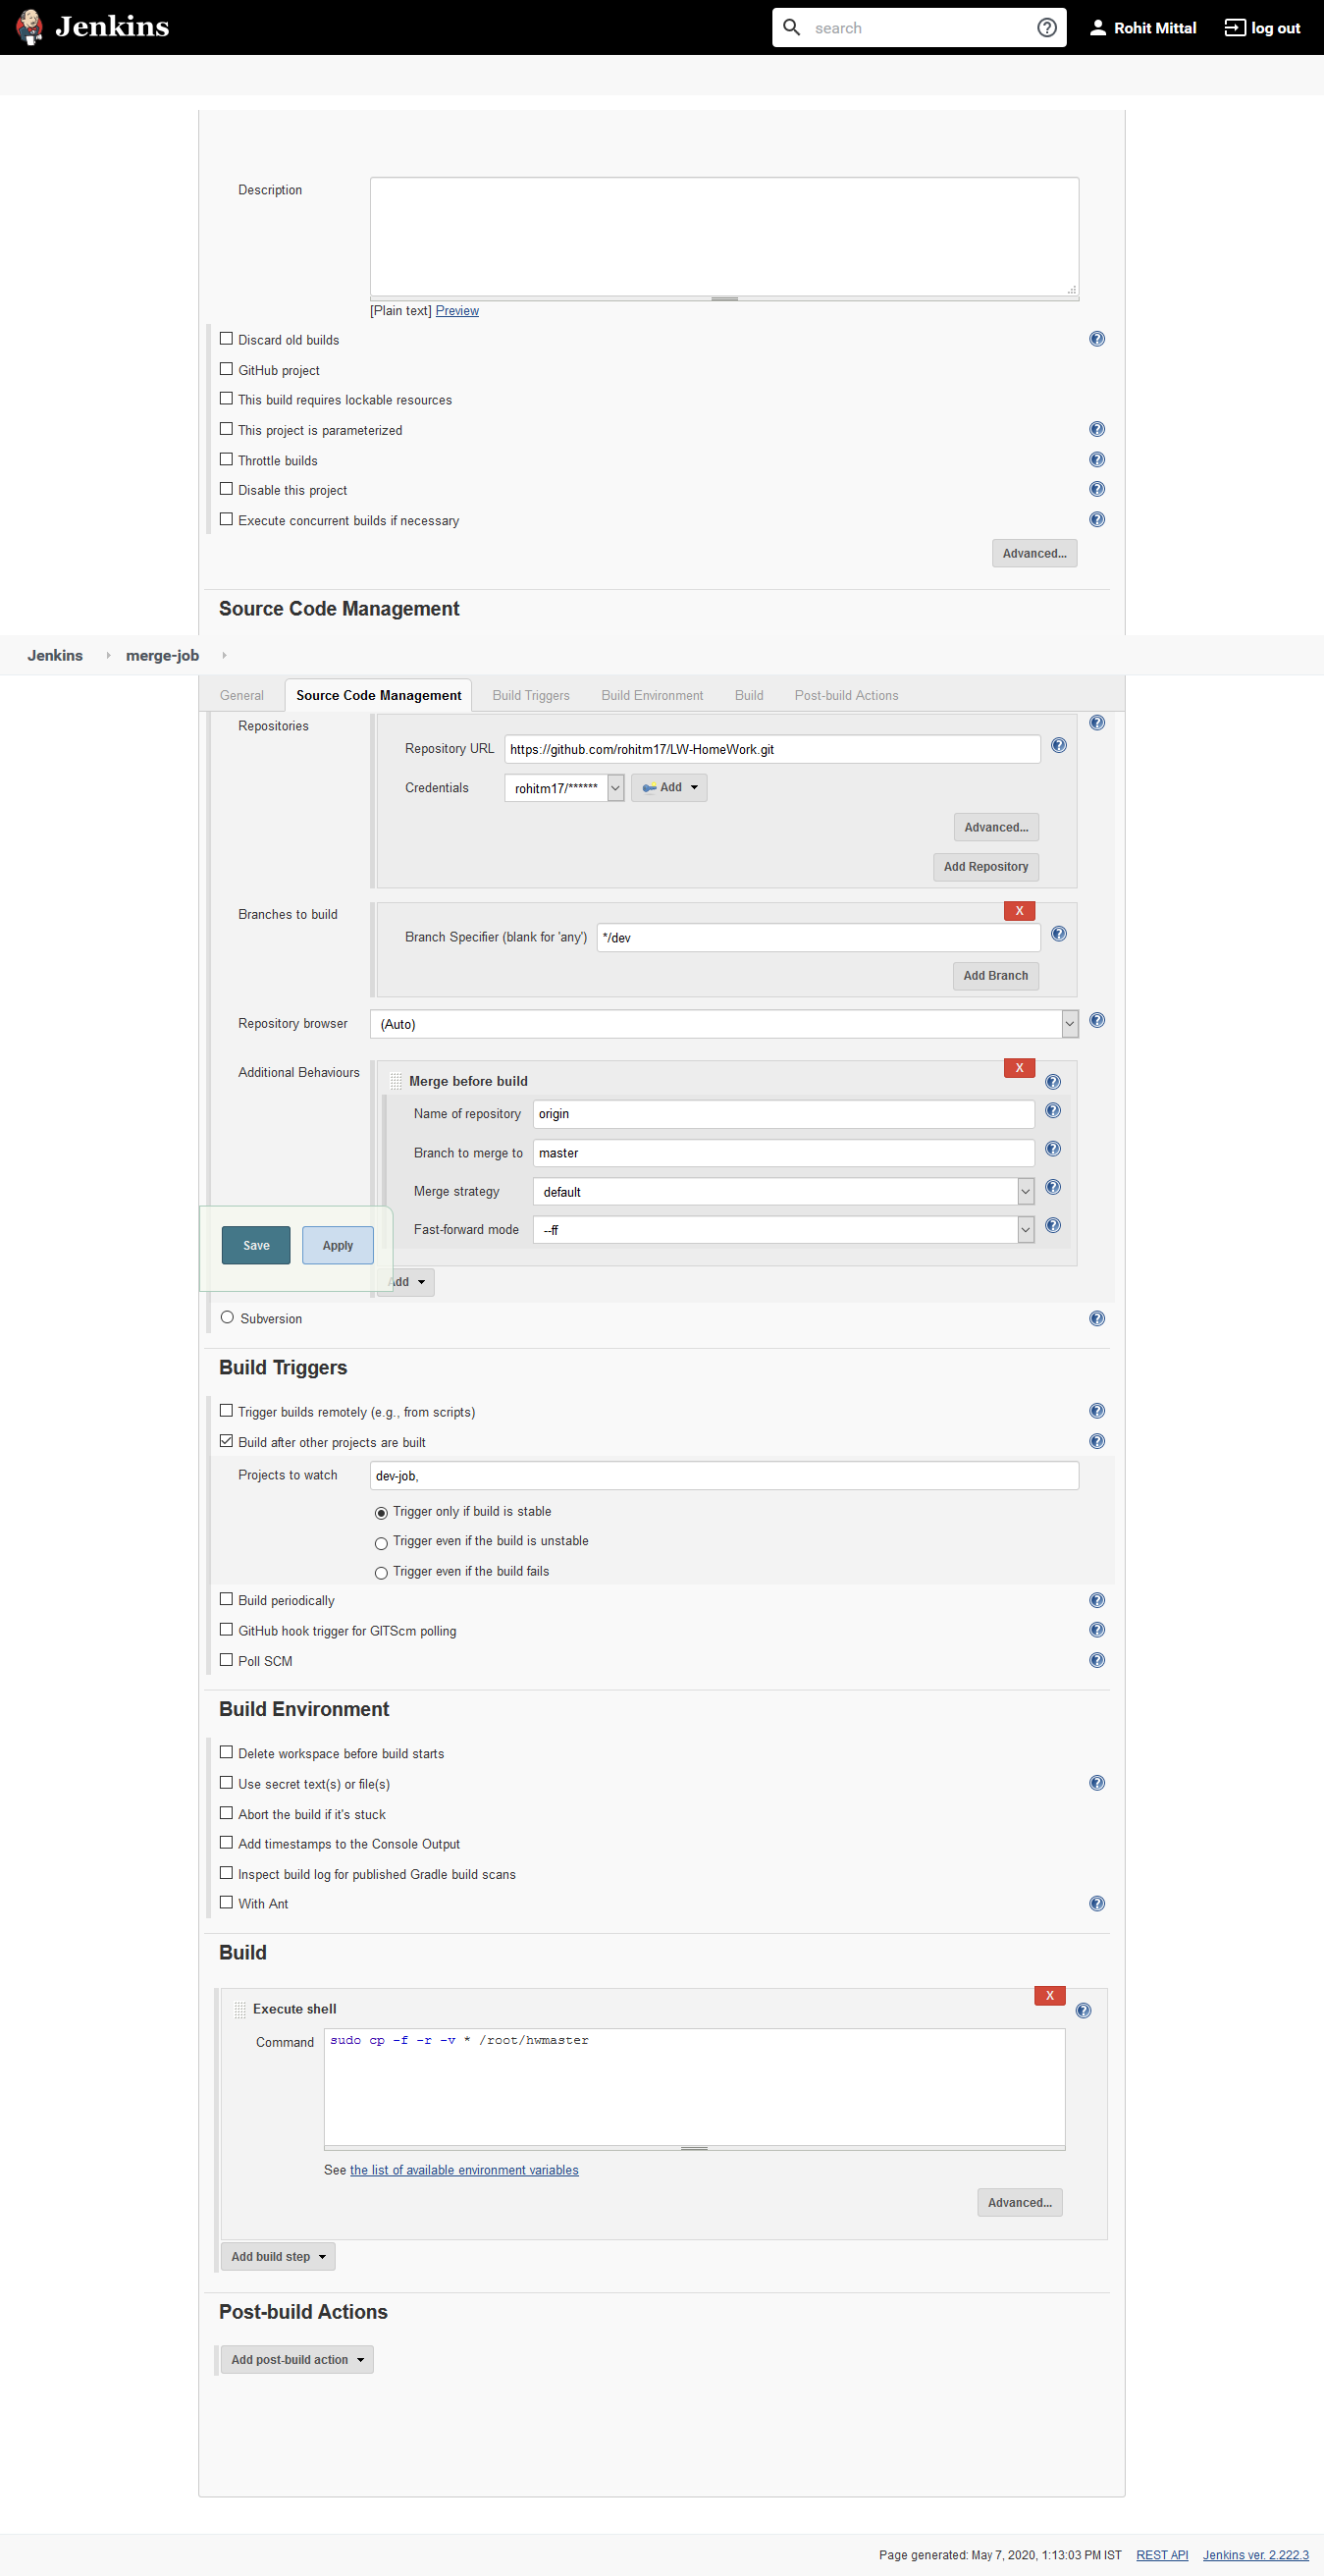 Jenkins
search
Rohit Mittal
log out
Description
[Plain text] Preview
Discard old builds
GitHub project
This build requires lockable resources
This project is parameterized
Throttle builds
Disable this project
Execute concurrent builds if necessary
Advanced...
Source Code Management
Jenkins
merge-job
General
Source Code Management
Build Triggers
Build Environment
Build
Post-build Actions
Repositories
Repository URL
https://github.com/rohitm17/LW-HomeWork.git
Credentials
rohitm17/******
Add
Advanced...
Add Repository
Branches to build
X
Branch Specifier (blank for 'any')
*/dev
Add Branch
Repository browser
(Auto)
Additional Behaviours
X
Merge before build
Name of repository
origin
Branch to merge to
master
Merge strategy
default
Fast-forward mode
--ff
Save
Apply
Add
Subversion
Build Triggers
Trigger builds remotely (e.g., from scripts)
Build after other projects are built
Projects to watch
dev-job,
Trigger only if build is stable
Trigger even if the build is unstable
Trigger even if the build fails
Build periodically
GitHub hook trigger for GITScm polling
Poll SCM
Build Environment
Delete workspace before build starts
Use secret text(s) or file(s)
Abort the build if it's stuck
Add timestamps to the Console Output
Inspect build log for published Gradle build scans
With Ant
Build
X
Execute shell
Command
sudo cp -f -r -v * /root/hwmaster
See the list of available environment variables
Advanced...
Add build step
Post-build Actions
Add post-build action
Page generated: May 7, 2020, 1:13:03 PM IST
REST API
Jenkins ver. 2.222.3